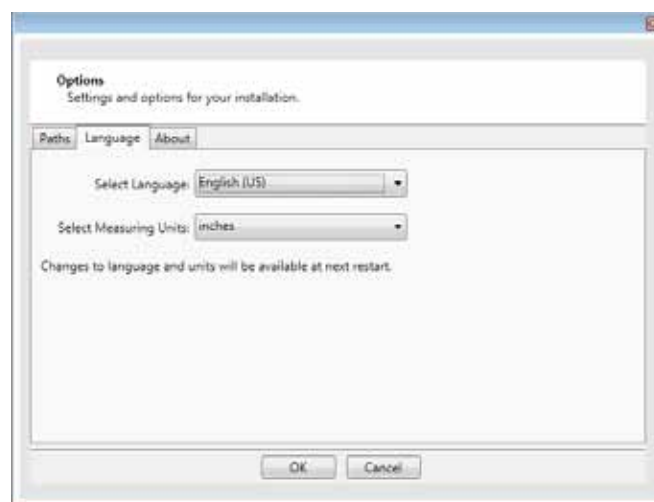 Options
Settings and options for your installation.
Paths Language About
Select Language: English (US)
Select Measuring Units: inches
Changes to language and units will be available at next restart.
OK Cancel